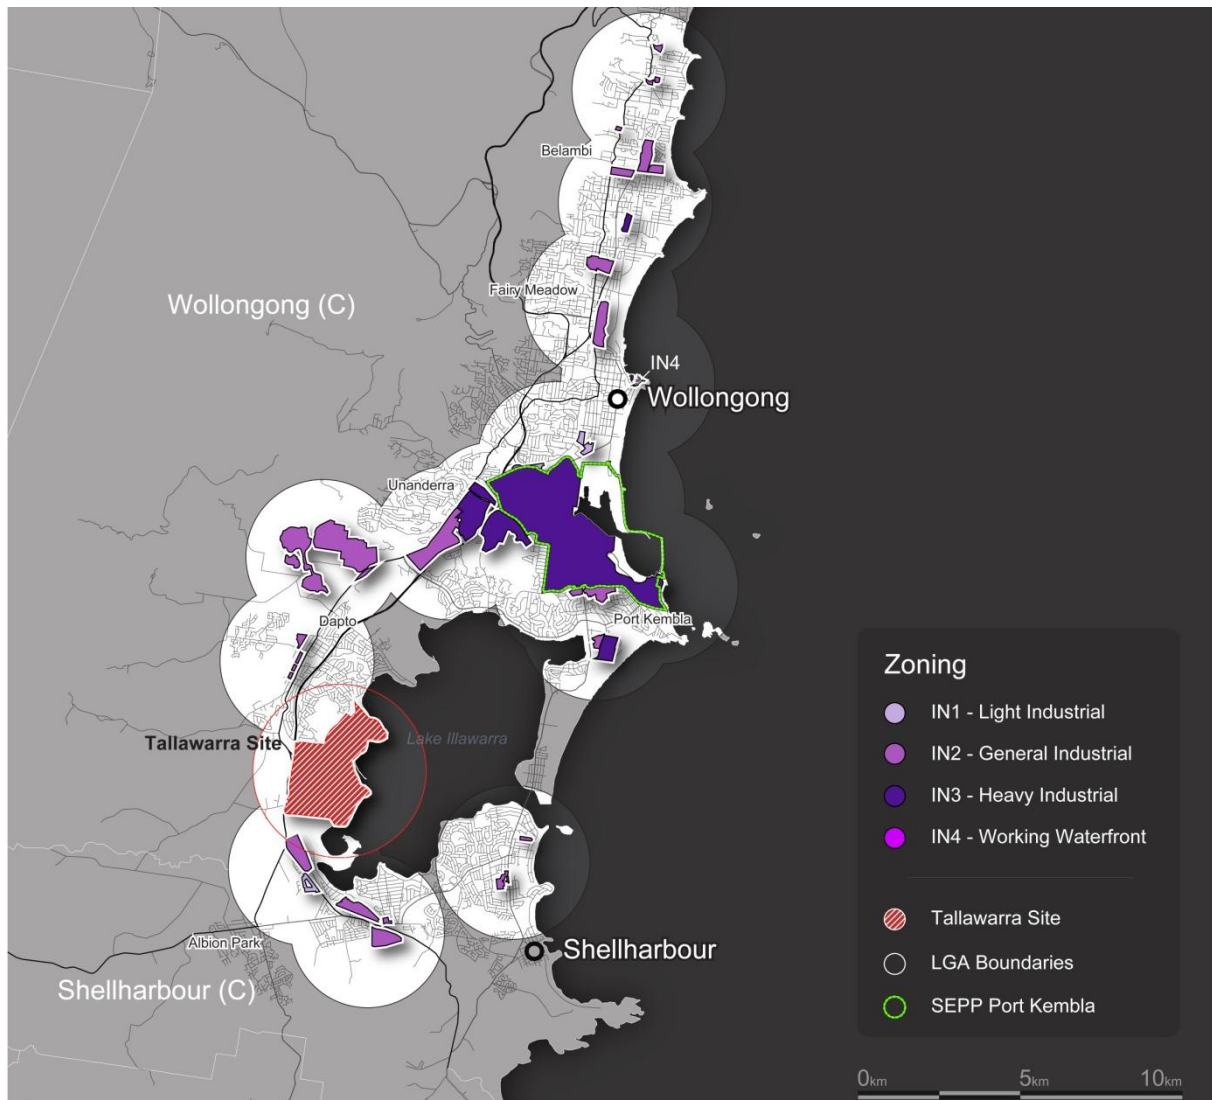 Belambi
Wollongong (C)
Fairy Meadow
IN4
Wollongong
Unanderra
Dapto
Port Kembla
Tallawarra Site
Lake Illawarra
Albion Park
Shellharbour
Shellharbour (C)
Zoning
IN1 - Light Industrial
IN2 - General Industrial
IN3 - Heavy Industrial
IN4 - Working Waterfront
Tallawarra Site
LGA Boundaries
SEPP Port Kembla
0km 5km 10km